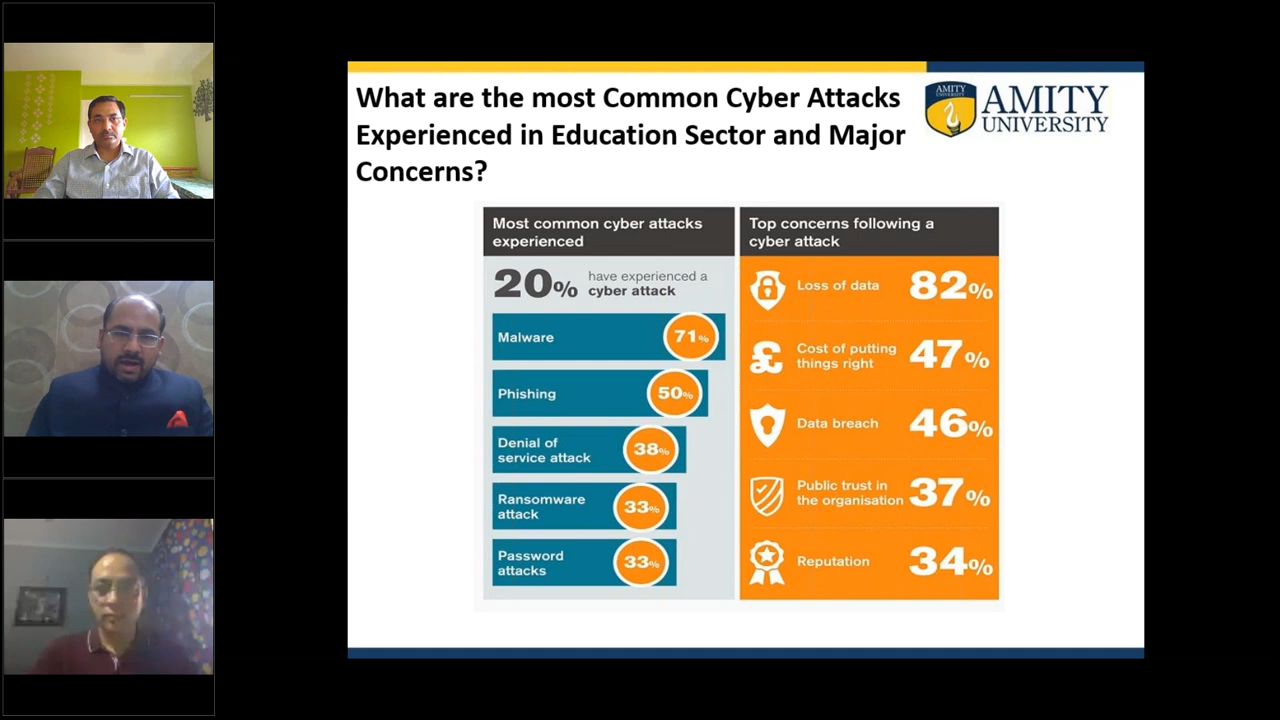 What are the most Common Cyber Attacks
Experienced in Education Sector and Major
Concerns?
AMITY
UNIVERSITY
AMITY
UNIVERSITY
Most common cyber attacks
experienced
20% have experienced a
cyber attack
Malware 71%
Phishing 50%
Denial of
service attack 38%
Ransomware
attack 33%
Password
attacks 33%
Top concerns following a
cyber attack
Loss of data 82%
Cost of putting
things right 47%
Data breach 46%
Public trust in
the organisation 37%
Reputation 34%